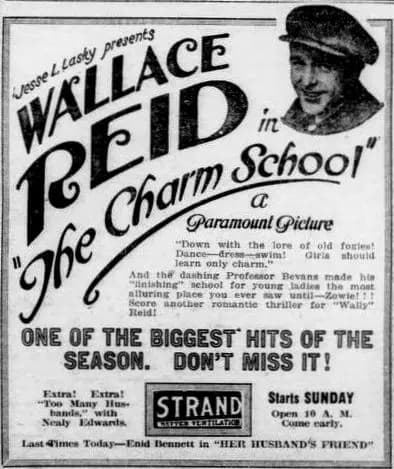 Jesse L. Lasky presents
WALLACE
REID
in
"The Charm School"
a
Paramount Picture
"Down with the lore of old fogies!
Dance—dress—swim! Girls should
learn only charm."
And the dashing Professor Bevans made his
"finishing" school for young ladies the most
alluring place you ever saw until—Zowie!!!
Score another romantic thriller for "Wally"
Reid!
ONE OF THE BIGGEST HITS OF THE
SEASON. DON'T MISS IT!
Extra! Extra!
"Too Many Hus-
bands," with
Nealy Edwards.
STRAND
BETTER VENTILATION
Starts SUNDAY
Open 10 A. M.
Come early.
Last Times Today—Enid Bennett in "HER HUSBAND'S FRIEND"